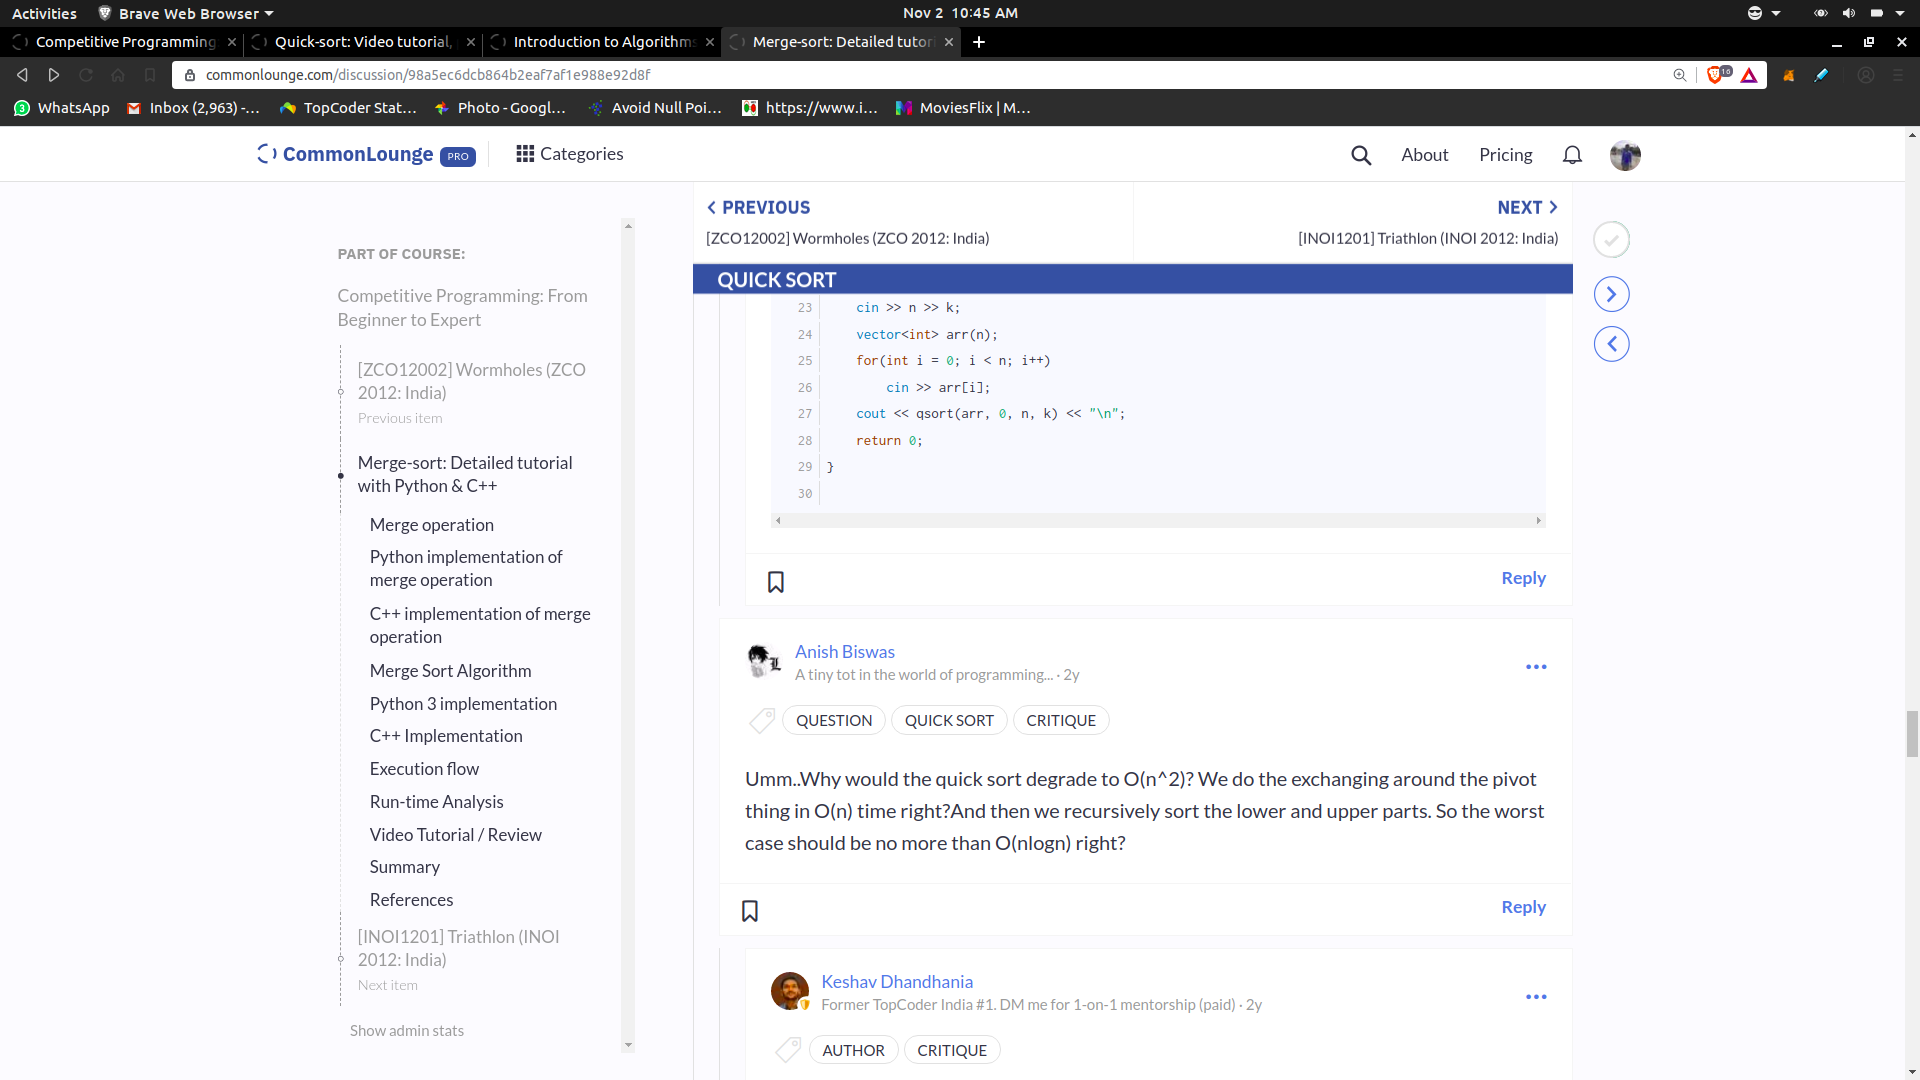 Activities
Brave Web Browser
Nov 2 10:45 AM
Competitive Programming
Quick-sort: Video tutorial,
Introduction to Algorithms
Merge-sort: Detailed tutori
commonlounge.com/discussion/98a5ec6dcb864b2eaf7af1e988e92d8f
16
3
WhatsApp
Inbox (2,963) -...
TopCoder Stat...
Photo - Googl...
Avoid Null Poi...
https://www.i...
MoviesFlix | M...
CommonLounge PRO
Categories
About
Pricing
PREVIOUS
NEXT
[ZCO12002] Wormholes (ZCO 2012: India)
[INOI1201] Triathlon (INOI 2012: India)
PART OF COURSE:
Competitive Programming: From
Beginner to Expert
[ZCO12002] Wormholes (ZCO
2012: India)
Previous item
Merge-sort: Detailed tutorial
with Python & C++
Merge operation
Python implementation of
merge operation
C++ implementation of merge
operation
Merge Sort Algorithm
Python 3 implementation
C++ Implementation
Execution flow
Run-time Analysis
Video Tutorial / Review
Summary
References
[INOI1201] Triathlon (INOI
2012: India)
Next item
Show admin stats
QUICK SORT
23 cin >> n >> k;
24 vector<int> arr(n);
25 for(int i = 0; i < n; i++)
26 cin >> arr[i];
27 cout << qsort(arr, 0, n, k) << "\n";
28 return 0;
29 }
30
Reply
Anish Biswas
A tiny tot in the world of programming... · 2y
QUESTION
QUICK SORT
CRITIQUE
Umm..Why would the quick sort degrade to O(n^2)? We do the exchanging around the pivot
thing in O(n) time right?And then we recursively sort the lower and upper parts. So the worst
case should be no more than O(nlogn) right?
Reply
Keshav Dhandhania
Former TopCoder India #1. DM me for 1-on-1 mentorship (paid) · 2y
AUTHOR
CRITIQUE